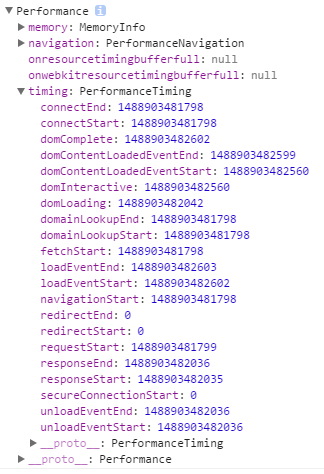 ▼ Performance i
▶ memory: MemoryInfo
▶ navigation: PerformanceNavigation
onresourcetimingbufferfull: null
onwebkitresourcetimingbufferfull: null
▼ timing: PerformanceTiming
connectEnd: 1488903481798
connectStart: 1488903481798
domComplete: 1488903482602
domContentLoadedEventEnd: 1488903482599
domContentLoadedEventStart: 1488903482560
domInteractive: 1488903482560
domLoading: 1488903482042
domainLookupEnd: 1488903481798
domainLookupStart: 1488903481798
fetchStart: 1488903481798
loadEventEnd: 1488903482603
loadEventStart: 1488903482602
navigationStart: 1488903481798
redirectEnd: 0
redirectStart: 0
requestStart: 1488903481799
responseEnd: 1488903482036
responseStart: 1488903482035
secureConnectionStart: 0
unloadEventEnd: 1488903482036
unloadEventStart: 1488903482036
▶ __proto__: PerformanceTiming
▶ __proto__: Performance